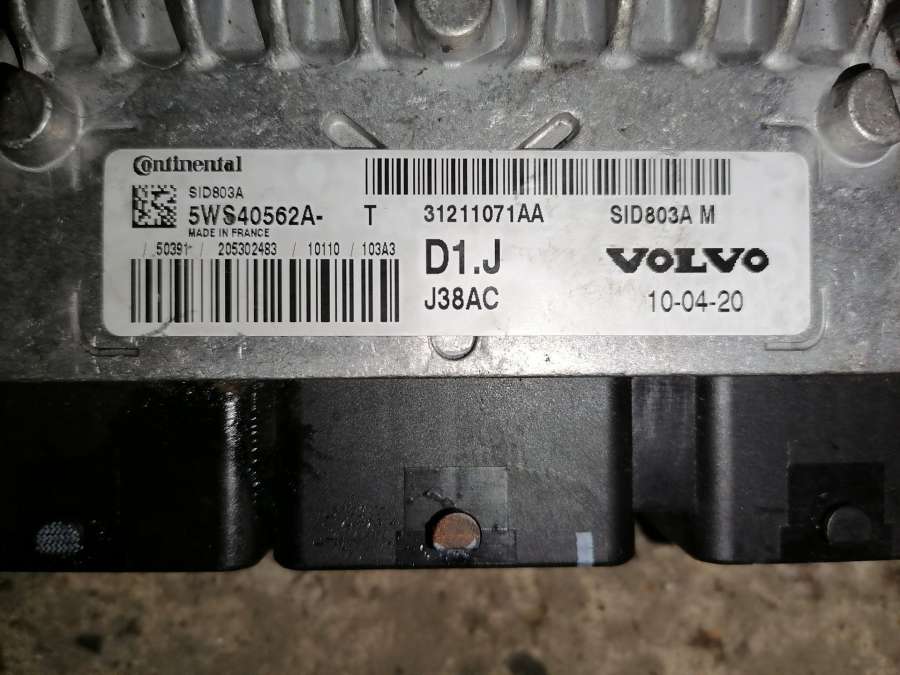 Continental
SID803A
5WS40562A- T 31211071AA SID803A M
MADE IN FRANCE
/ 50391 / 205302483 / 10110 / 103A3
D1.J VOLVO
J38AC 10-04-20